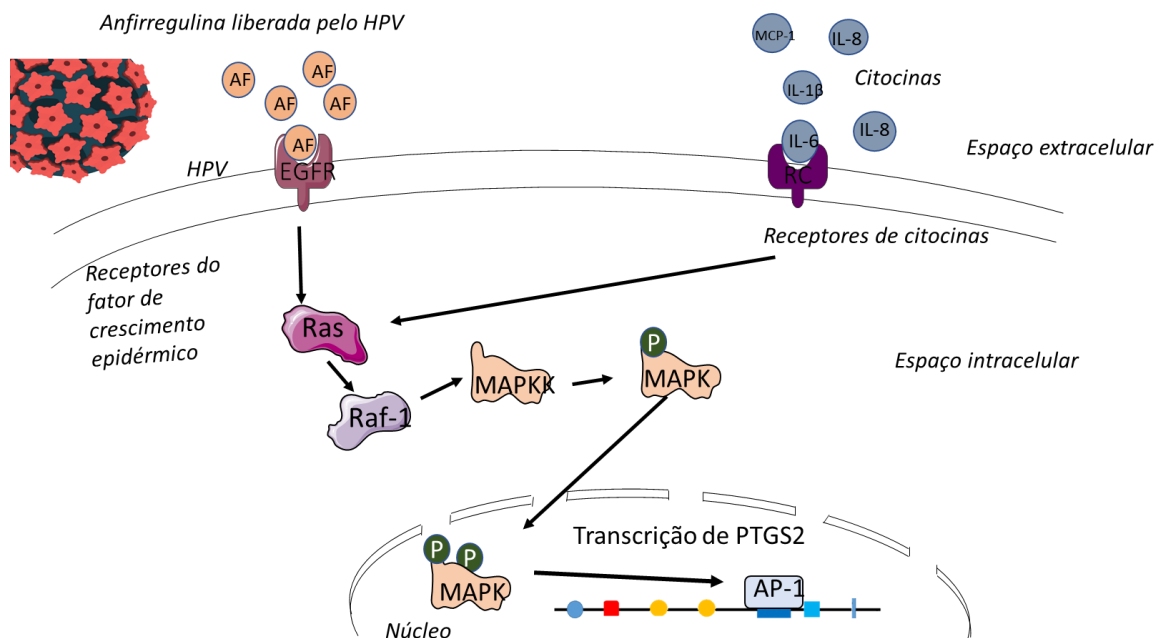 Anfirregulina liberada pelo HPV
AF
AF
AF
AF
AF
EGFR
HPV
MCP-1
IL-8
Citocinas
IL-1β
IL-6
IL-8
RC
Espaço extracelular
Receptores de citocinas
Receptores do
fator de
crescimento
epidérmico
Ras
Raf-1
MAPKK
P
MAPK
Espaço intracelular
Transcrição de PTGS2
P
P
MAPK
AP-1
Núcleo